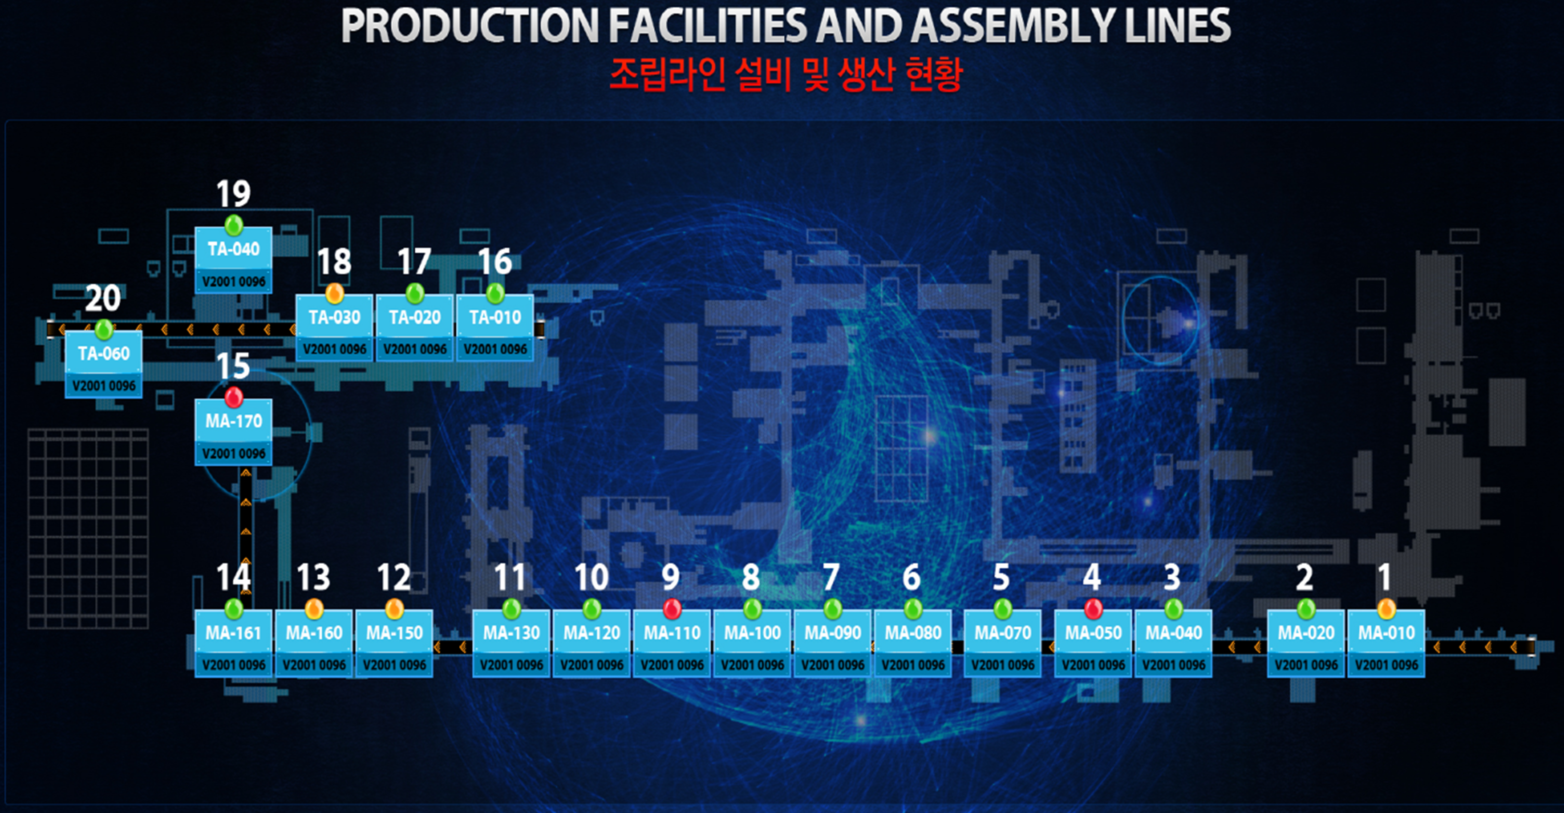 PRODUCTION FACILITIES AND ASSEMBLY LINES
조립라인 설비 및 생산 현황
19
TA-040
V2001 0096
18
TA-030
V2001 0096
17
TA-020
V2001 0096
16
TA-010
V2001 0096
20
TA-060
V2001 0096
15
MA-170
V2001 0096
14
MA-161
V2001 0096
13
MA-160
V2001 0096
12
MA-150
V2001 0096
11
MA-130
V2001 0096
10
MA-120
V2001 0096
9
MA-110
V2001 0096
8
MA-100
V2001 0096
7
MA-090
V2001 0096
6
MA-080
V2001 0096
5
MA-070
V2001 0096
4
MA-050
V2001 0096
3
MA-040
V2001 0096
2
MA-020
V2001 0096
1
MA-010
V2001 0096